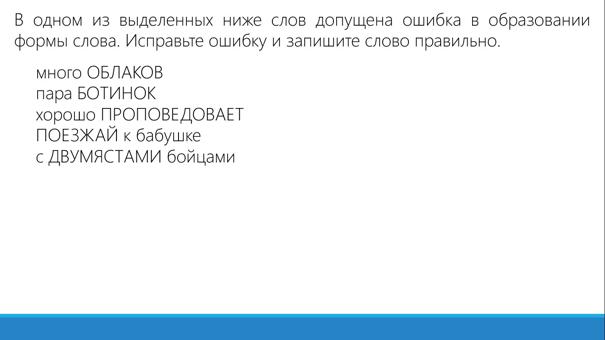 В одном из выделенных ниже слов допущена ошибка в образовании
формы слова. Исправьте ошибку и запишите слово правильно.
много ОБЛАКОВ
пара БОТИНОК
хорошо ПРОПОВЕДОВАЕТ
ПОЕЗЖАЙ к бабушке
с ДВУМЯСТАМИ бойцами